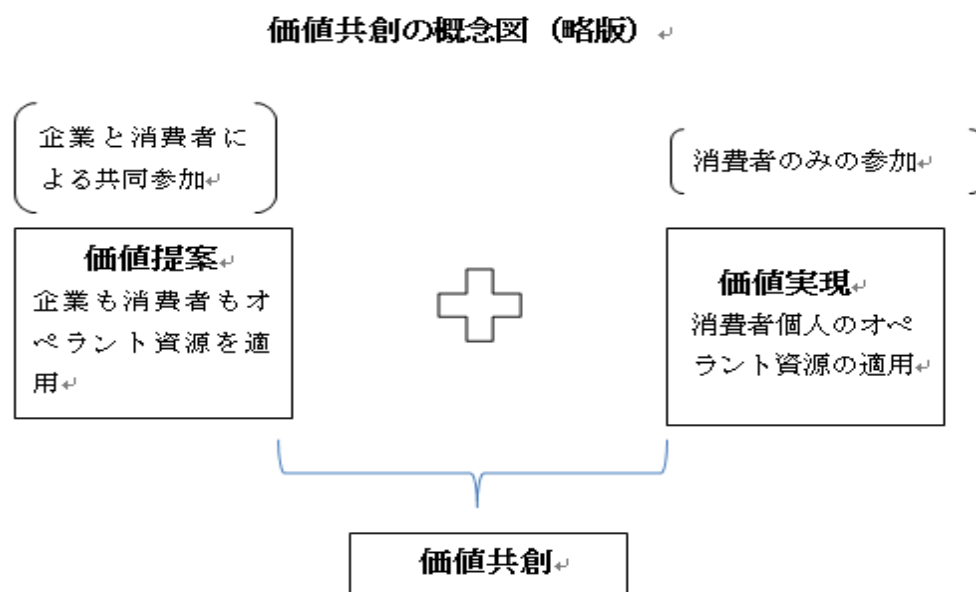 価値共創の概念図（略版）
企業と消費者に
よる共同参加
消費者のみの参加
価値提案
企業も消費者もオ
ペラント資源を適
用
価値実現
消費者個人のオペ
ラント資源の適用
価値共創